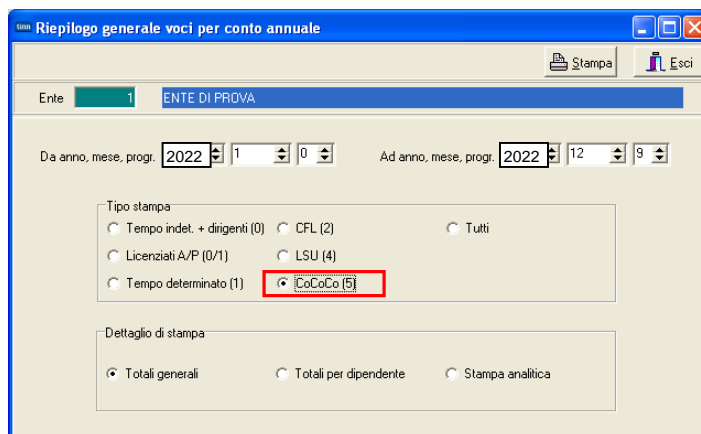 tinn Riepilogo generale voci per conto annuale
Stampa Esci
Ente 1 ENTE DI PROVA
Da anno, mese, progr. 2022 1 0 Ad anno, mese, progr. 2022 12 9
Tipo stampa
Tempo indet. + dirigenti (0) CFL (2) Tutti
Licenziati A/P (0/1) LSU (4)
Tempo determinato (1) CoCoCo (5)
Dettaglio di stampa
Totali generali Totali per dipendente Stampa analitica